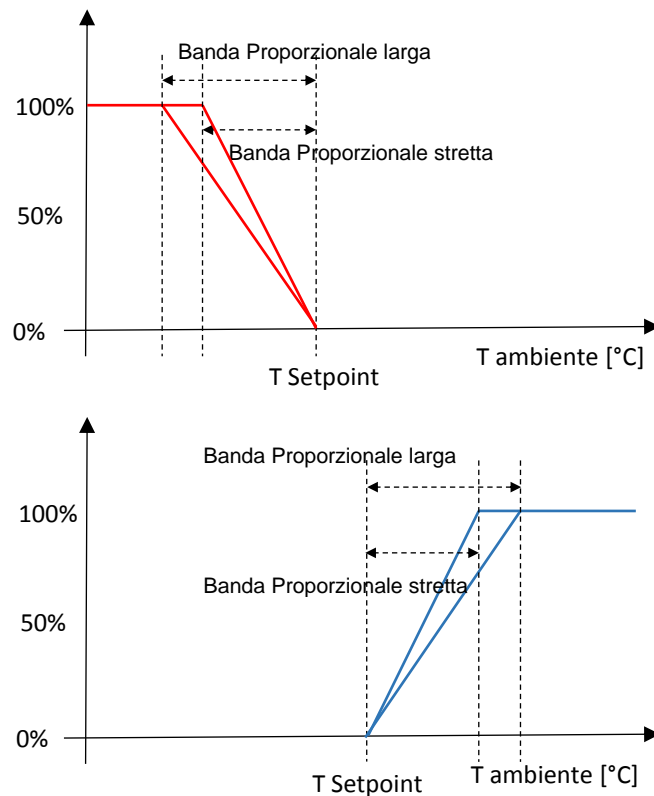 Banda Proporzionale larga
100%
Banda Proporzionale stretta
50%
0%
T Setpoint
T ambiente [°C]
Banda Proporzionale larga
100%
Banda Proporzionale stretta
50%
0%
T Setpoint
T ambiente [°C]